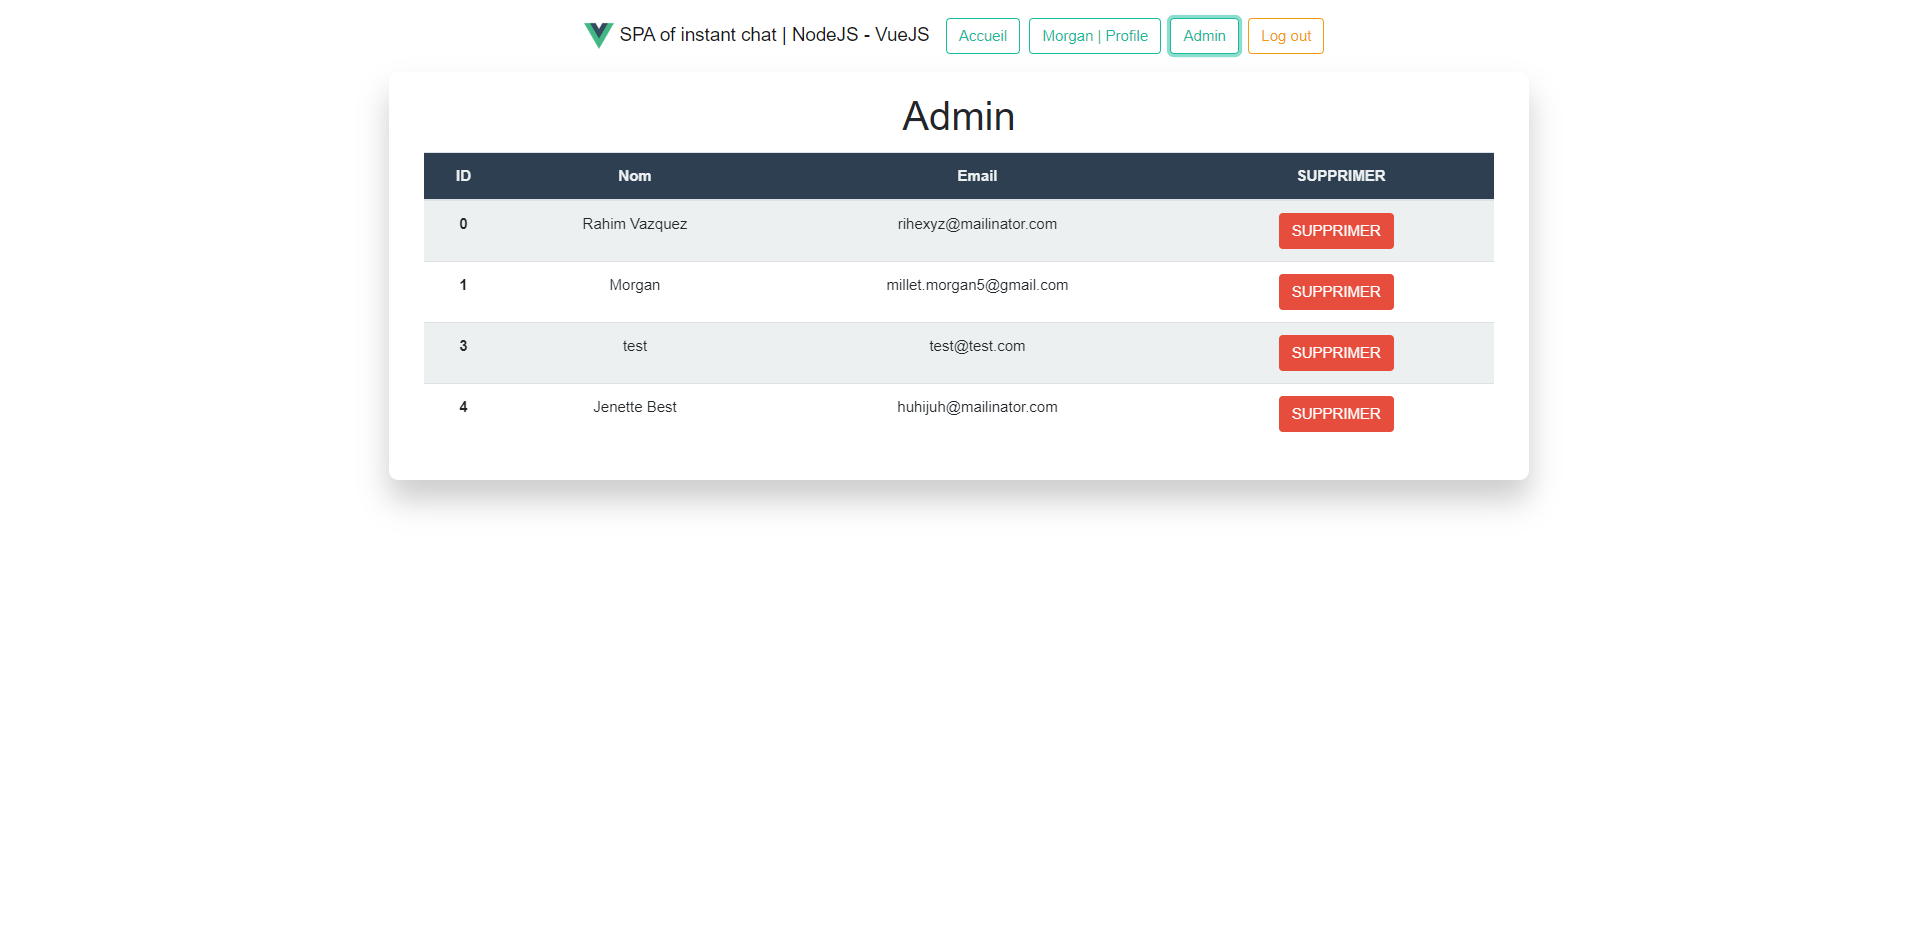 SPA of instant chat | NodeJS - VueJS Accueil Morgan | Profile Admin Log out
Admin
ID Nom Email SUPPRIMER
0 Rahim Vazquez rihexyz@mailinator.com SUPPRIMER
1 Morgan millet.morgan5@gmail.com SUPPRIMER
3 test test@test.com SUPPRIMER
4 Jenette Best huhijuh@mailinator.com SUPPRIMER